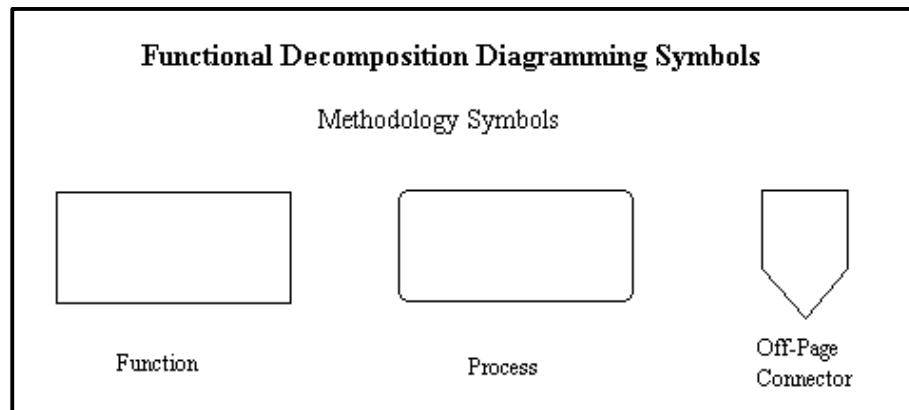 Functional Decomposition Diagramming Symbols
Methodology Symbols
Function
Process
Off-Page
Connector